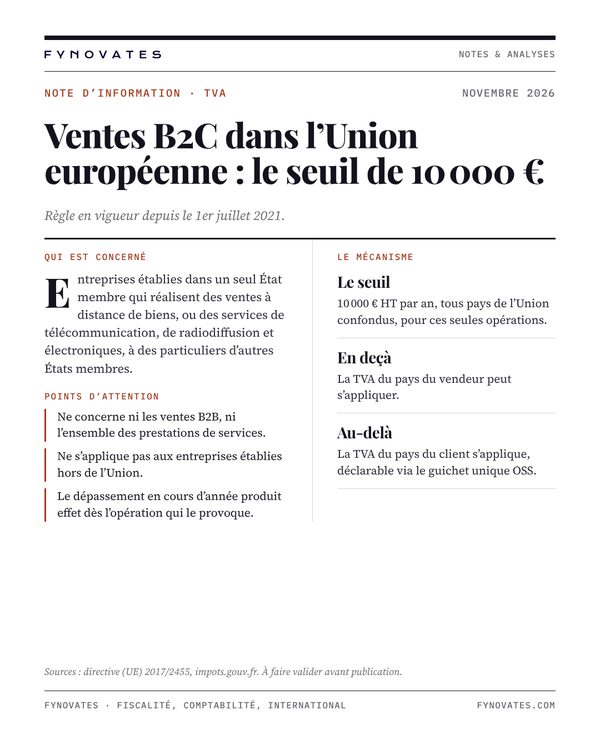 FYNOVATES
NOTES & ANALYSES
NOTE D’INFORMATION · TVA
NOVEMBRE 2026
Ventes B2C dans l’Union
européenne : le seuil de 10 000 €
Règle en vigueur depuis le 1er juillet 2021.
QUI EST CONCERNÉ
Entreprises établies dans un seul État
membre qui réalisent des ventes à
distance de biens, ou des services de
télécommunication, de radiodiffusion et
électroniques, à des particuliers d’autres
États membres.
POINTS D’ATTENTION
Ne concerne ni les ventes B2B, ni
l’ensemble des prestations de services.
Ne s’applique pas aux entreprises établies
hors de l’Union.
Le dépassement en cours d’année produit
effet dès l’opération qui le provoque.
LE MÉCANISME
Le seuil
10 000 € HT par an, tous pays de l’Union
confondus, pour ces seules opérations.
En deçà
La TVA du pays du vendeur peut
s’appliquer.
Au-delà
La TVA du pays du client s’applique,
déclarable via le guichet unique OSS.
Sources : directive (UE) 2017/2455, impots.gouv.fr. À faire valider avant publication.
FYNOVATES · FISCALITÉ, COMPTABILITÉ, INTERNATIONAL
FYNOVATES.COM